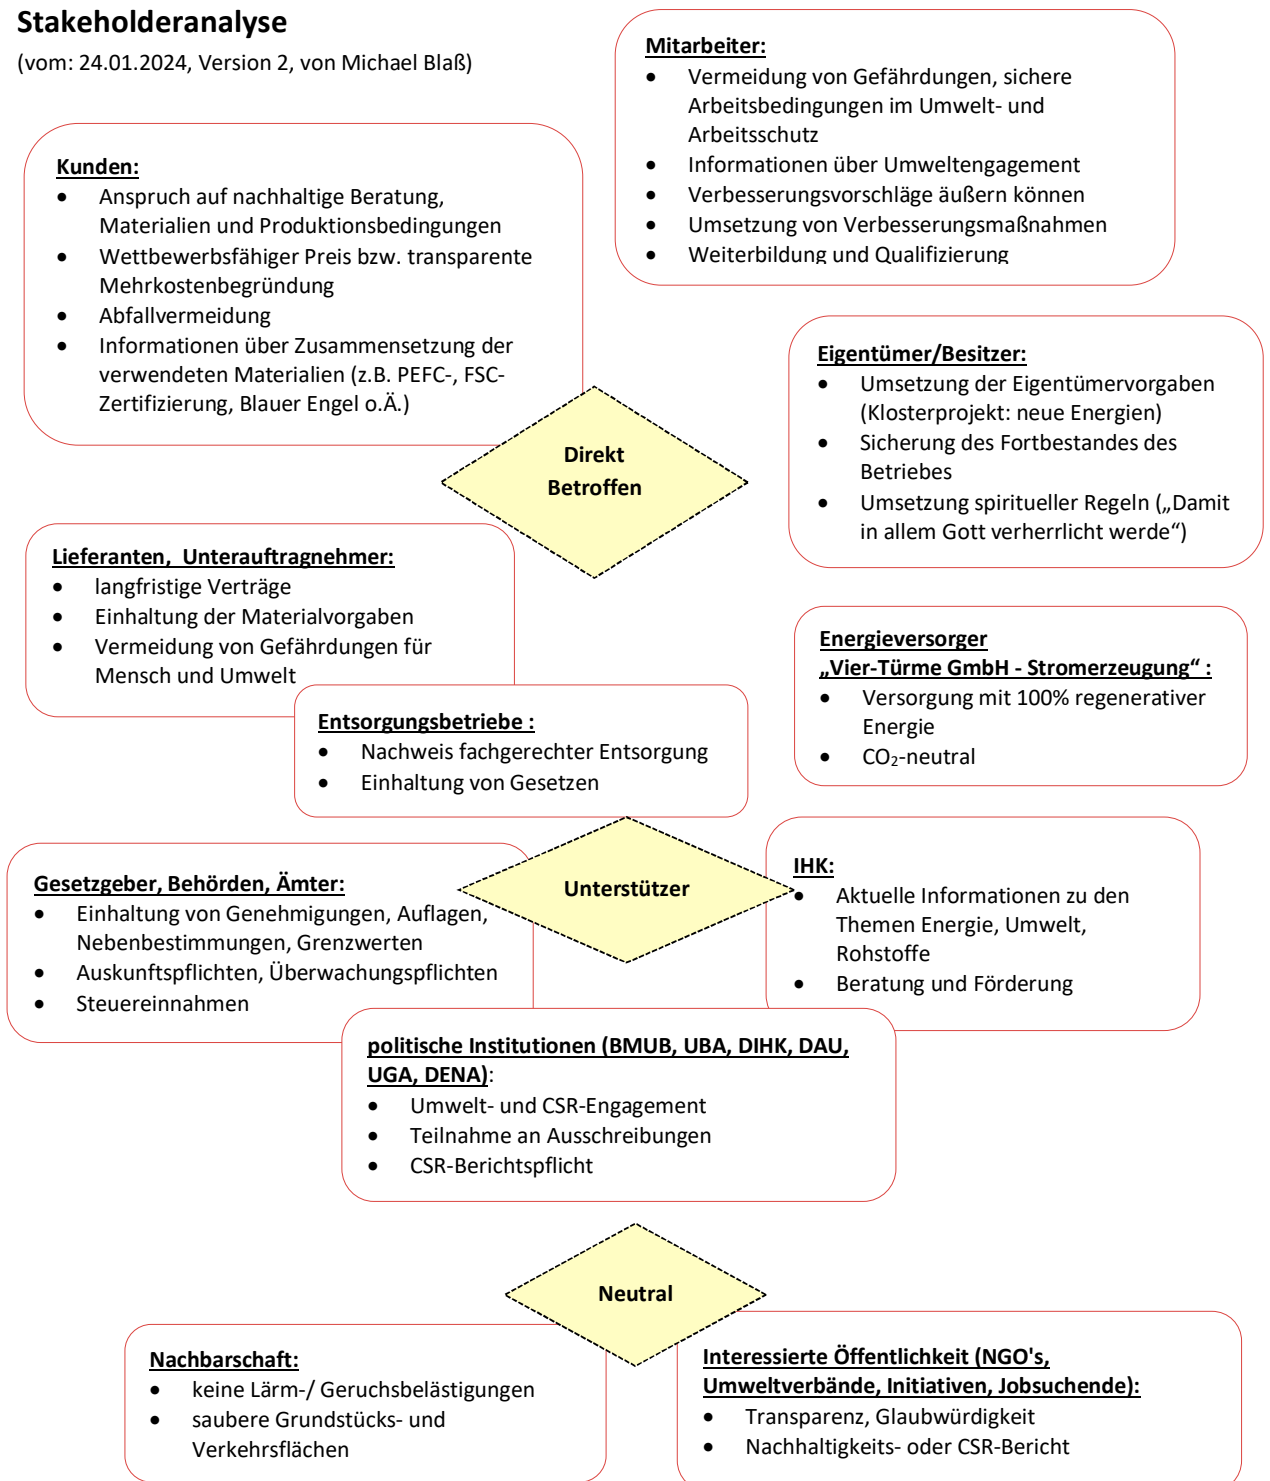 Stakeholderanalyse
(vom: 24.01.2024, Version 2, von Michael Blaß)
Mitarbeiter:
• Vermeidung von Gefährdungen, sichere
Arbeitsbedingungen im Umwelt- und
Arbeitsschutz
• Informationen über Umweltengagement
• Verbesserungsvorschläge äußern können
• Umsetzung von Verbesserungsmaßnahmen
• Weiterbildung und Qualifizierung
Kunden:
• Anspruch auf nachhaltige Beratung,
Materialien und Produktionsbedingungen
• Wettbewerbsfähiger Preis bzw. transparente
Mehrkostenbegründung
• Abfallvermeidung
• Informationen über Zusammensetzung der
verwendeten Materialien (z.B. PEFC-, FSC-
Zertifizierung, Blauer Engel o.Ä.)
Eigentümer/Besitzer:
• Umsetzung der Eigentümervorgaben
(Klosterprojekt: neue Energien)
• Sicherung des Fortbestandes des
Betriebes
• Umsetzung spiritueller Regeln („Damit
in allem Gott verherrlicht werde“)
Direkt
Betroffen
Lieferanten,  Unterauftragnehmer:
• langfristige Verträge
• Einhaltung der Materialvorgaben
• Vermeidung von Gefährdungen für
Mensch und Umwelt
Energieversorger
„Vier-Türme GmbH - Stromerzeugung“ :
• Versorgung mit 100% regenerativer
Energie
• CO₂-neutral
Entsorgungsbetriebe :
• Nachweis fachgerechter Entsorgung
• Einhaltung von Gesetzen
Unterstützer
Gesetzgeber, Behörden, Ämter:
• Einhaltung von Genehmigungen, Auflagen,
Nebenbestimmungen, Grenzwerten
• Auskunftspflichten, Überwachungspflichten
• Steuereinnahmen
IHK:
• Aktuelle Informationen zu den
Themen Energie, Umwelt,
Rohstoffe
• Beratung und Förderung
politische Institutionen (BMUB, UBA, DIHK, DAU,
UGA, DENA):
• Umwelt- und CSR-Engagement
• Teilnahme an Ausschreibungen
• CSR-Berichtspflicht
Neutral
Nachbarschaft:
• keine Lärm-/ Geruchsbelästigungen
• saubere Grundstücks- und
Verkehrsflächen
Interessierte Öffentlichkeit (NGO's,
Umweltverbände, Initiativen, Jobsuchende):
• Transparenz, Glaubwürdigkeit
• Nachhaltigkeits- oder CSR-Bericht